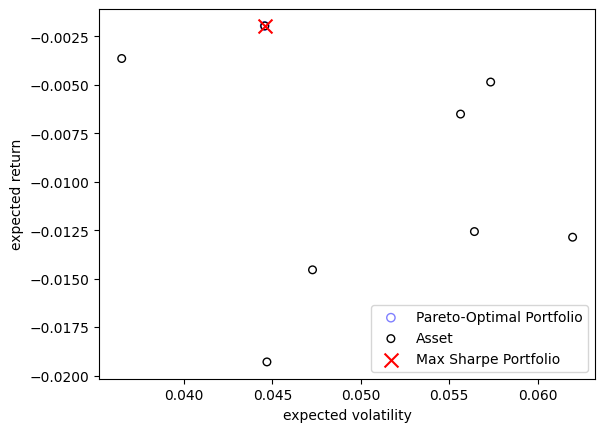 −0.0025
−0.0050
−0.0075
−0.0100
−0.0125
−0.0150
−0.0175
−0.0200
expected return
0.040
0.045
0.050
0.055
0.060
expected volatility
Pareto-Optimal Portfolio
Asset
Max Sharpe Portfolio